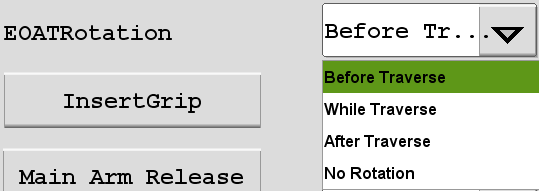 EOATRotation
Before Tr...
Before Traverse
InsertGrip
While Traverse
After Traverse
Main Arm Release
No Rotation